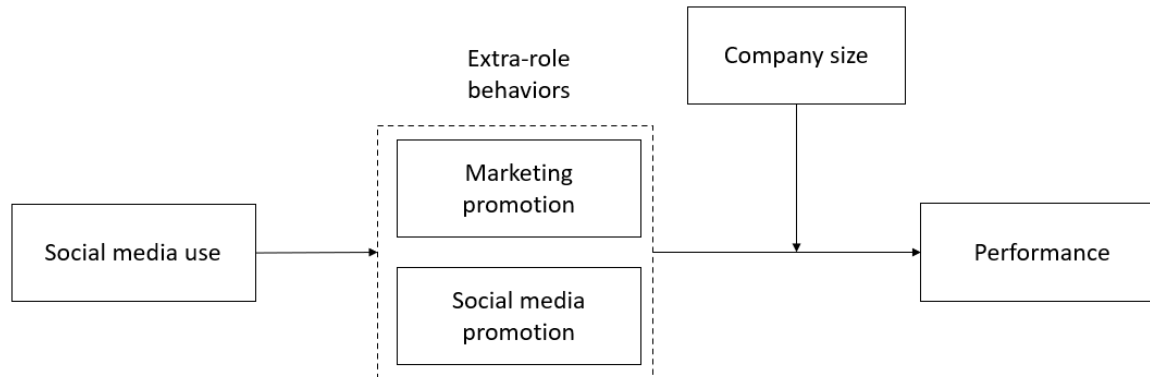 Extra-role
behaviors
Company size
Marketing
promotion
Social media use
Performance
Social media
promotion